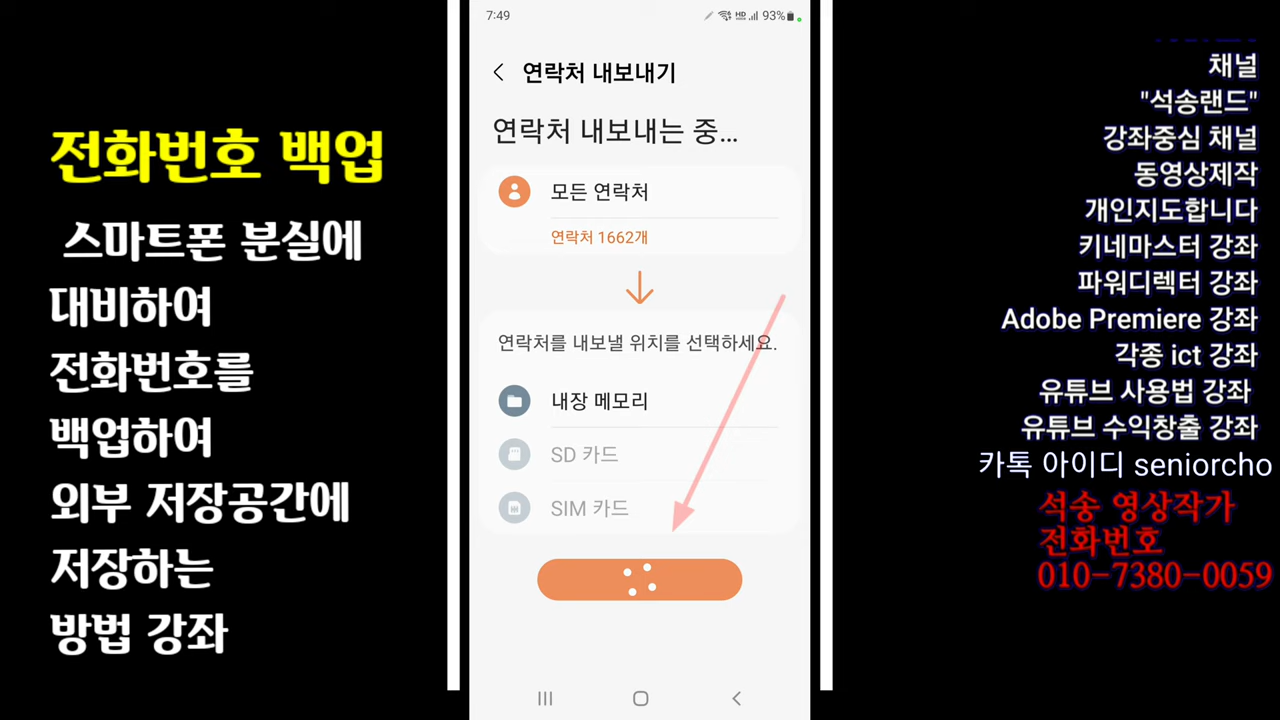 전화번호 백업
스마트폰 분실에
대비하여
전화번호를
백업하여
외부 저장공간에
저장하는
방법 강좌
7:49
93%
연락처 내보내기
연락처 내보내는 중...
모든 연락처
연락처 1662개
연락처를 내보낼 위치를 선택하세요.
내장 메모리
SD 카드
SIM 카드
채널
"석송랜드"
강좌중심 채널
동영상제작
개인지도합니다
키네마스터 강좌
파워디렉터 강좌
Adobe Premiere 강좌
각종 ict 강좌
유튜브 사용법 강좌
유튜브 수익창출 강좌
카톡 아이디 seniorcho
석송 영상작가
전화번호
010-7380-0059